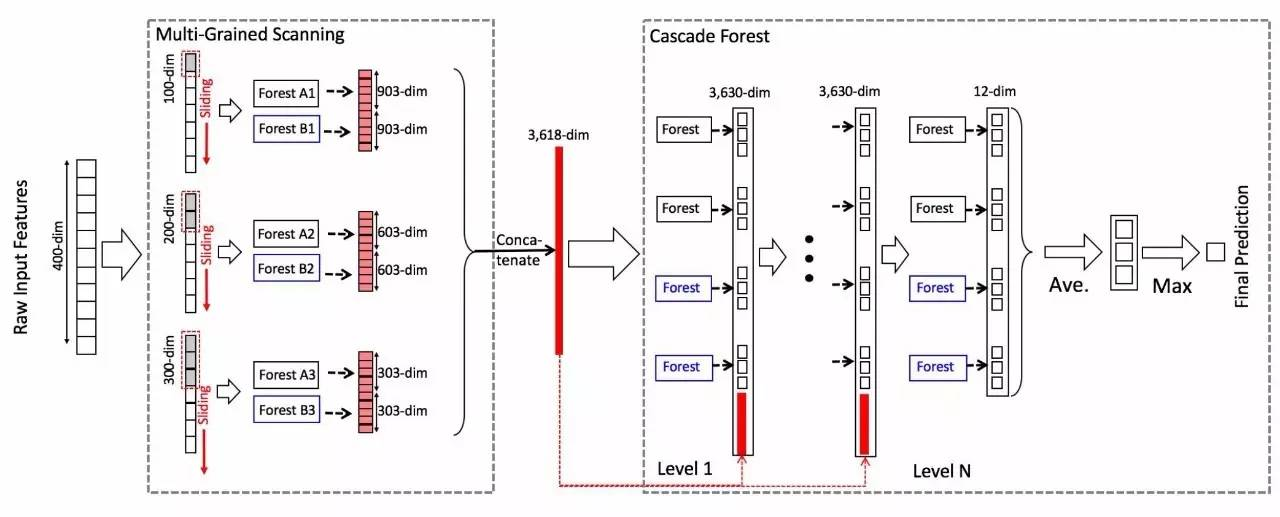 Raw Input Features
400-dim
Multi-Grained Scanning
100-dim
Sliding
Forest A1
Forest B1
903-dim
903-dim
200-dim
Sliding
Forest A2
Forest B2
603-dim
603-dim
300-dim
Sliding
Forest A3
Forest B3
303-dim
303-dim
Conca-
tenate
3,618-dim
Cascade Forest
3,630-dim
Forest
Forest
Forest
Forest
Level 1
3,630-dim
12-dim
Forest
Forest
Forest
Forest
Level N
Ave.
Max
Final Prediction